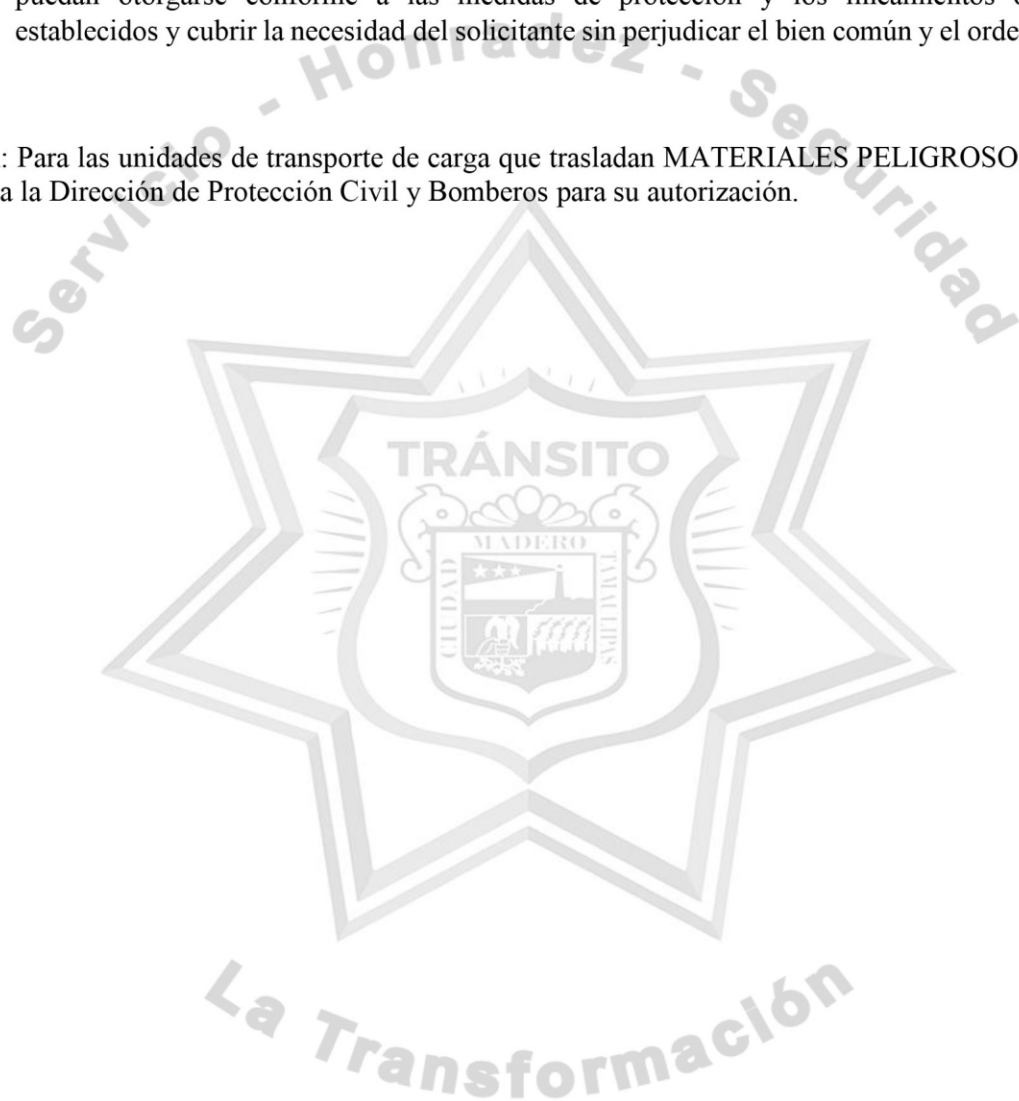 puedan otorgarse conforme a las medidas de protección y los lineamientos
establecidos y cubrir la necesidad del solicitante sin perjudicar el bien común y el orde
Servicio - Honradez - Seguridad
: Para las unidades de transporte de carga que trasladan MATERIALES PELIGROSO
a la Dirección de Protección Civil y Bomberos para su autorización.
TRÁNSITO
MADERO
CIUDAD
TAMAULIPAS
La Transformación